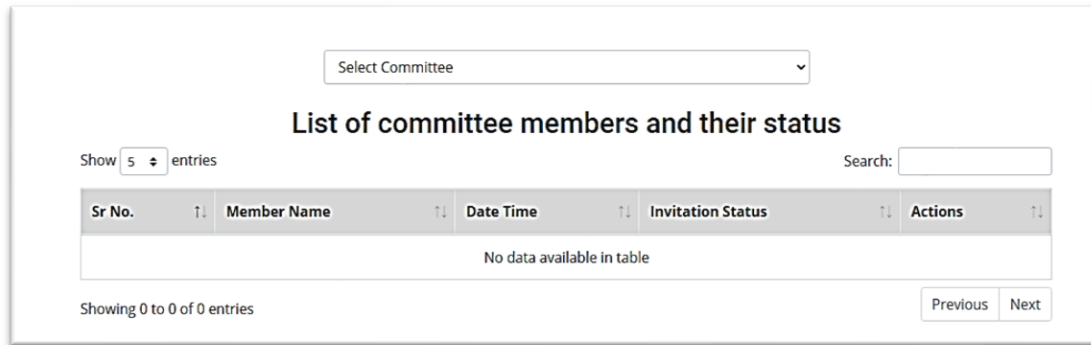 Select Committee
List of committee members and their status
Show 5 entries Search:
Sr No. Member Name Date Time Invitation Status Actions
No data available in table
Showing 0 to 0 of 0 entries Previous Next